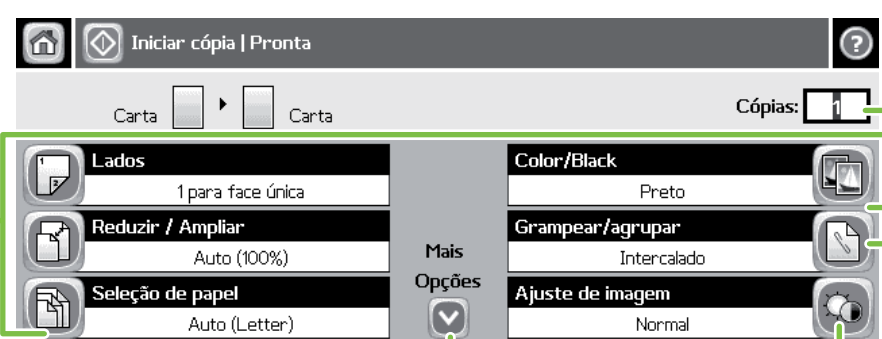 Iniciar cópia | Pronta
?
Carta
Carta
Cópias: 1
Lados
1 para face única
Reduzir / Ampliar
Auto (100%)
Seleção de papel
Auto (Letter)
Mais
Opções
Color/Black
Preto
Grampear/agrupar
Intercalado
Ajuste de imagem
Normal